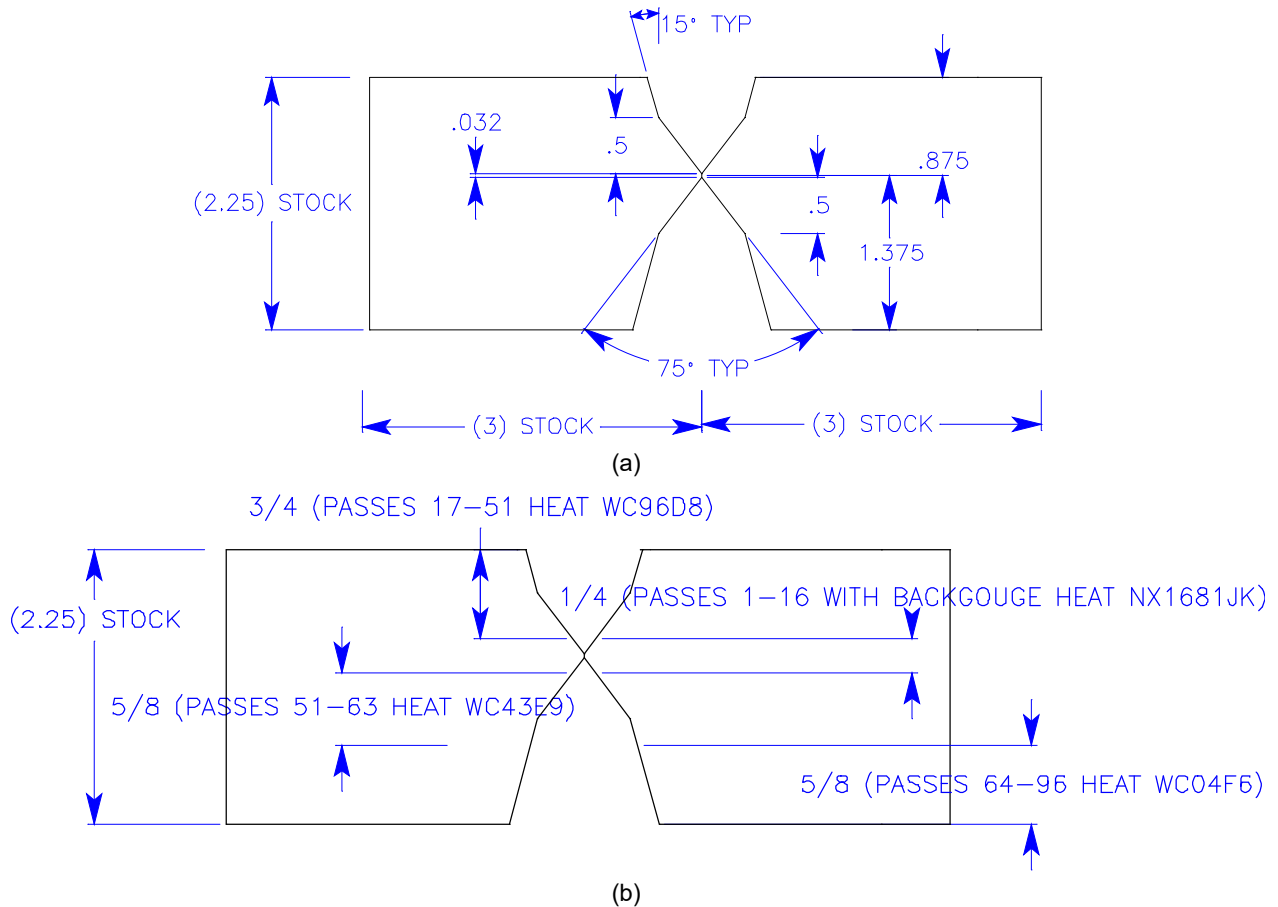 15° TYP
.032
.5
.875
(2.25) STOCK
.5
1.375
75° TYP
(3) STOCK
(3) STOCK
(a)
3/4 (PASSES 17-51 HEAT WC96D8)
1/4 (PASSES 1-16 WITH BACKGOUGE HEAT NX1681JK)
(2.25) STOCK
5/8 (PASSES 51-63 HEAT WC43E9)
5/8 (PASSES 64-96 HEAT WC04F6)
(b)